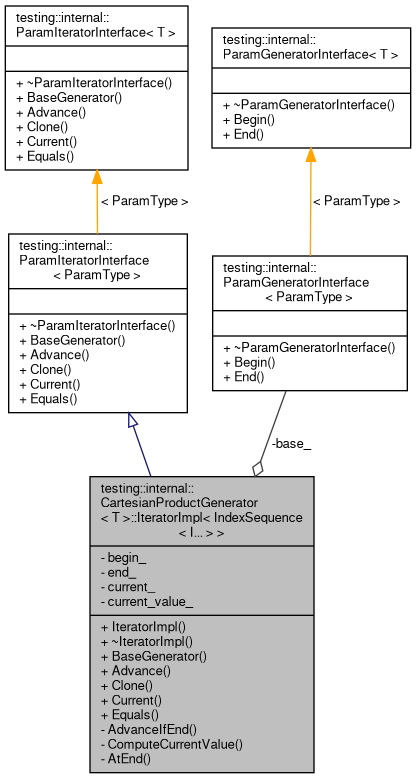 testing::internal::
ParamIteratorInterface< T >
+ ~ParamIteratorInterface()
+ BaseGenerator()
+ Advance()
+ Clone()
+ Current()
+ Equals()
testing::internal::
ParamGeneratorInterface< T >
+ ~ParamGeneratorInterface()
+ Begin()
+ End()
< ParamType >
< ParamType >
testing::internal::
ParamIteratorInterface
< ParamType >
+ ~ParamIteratorInterface()
+ BaseGenerator()
+ Advance()
+ Clone()
+ Current()
+ Equals()
testing::internal::
ParamGeneratorInterface
< ParamType >
+ ~ParamGeneratorInterface()
+ Begin()
+ End()
-base_
testing::internal::
CartesianProductGenerator
< T >::IteratorImpl< IndexSequence
< I... > >
- begin_
- end_
- current_
- current_value_
+ IteratorImpl()
+ ~IteratorImpl()
+ BaseGenerator()
+ Advance()
+ Clone()
+ Current()
+ Equals()
- AdvanceIfEnd()
- ComputeCurrentValue()
- AtEnd()